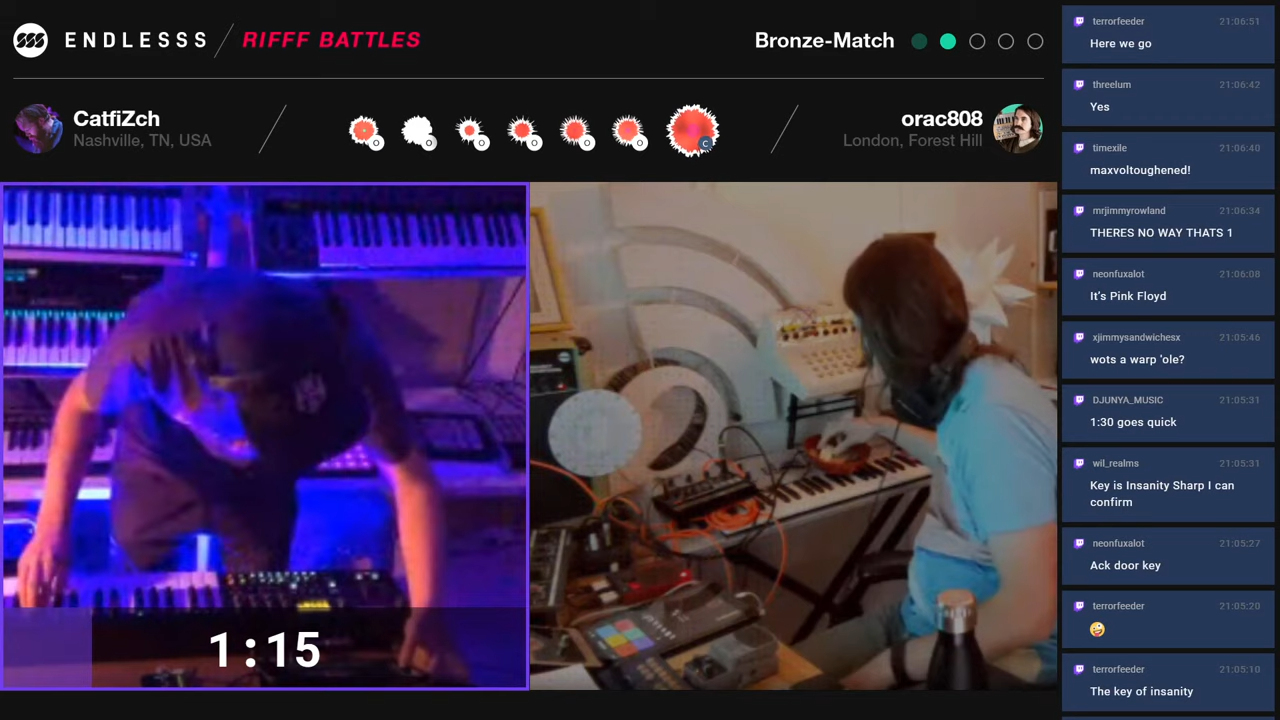 ENDLESSS
RIFFF BATTLES
Bronze-Match
CatfiZch
Nashville, TN, USA
O
O
O
O
O
O
C
orac808
London, Forest Hill
1:15
terrorfeeder 21:06:51
Here we go
threelum 21:06:42
Yes
timexile 21:06:40
maxvoltoughened!
mrjimmyrowland 21:06:34
THERES NO WAY THATS 1
neonfuxalot 21:06:08
It's Pink Floyd
xjimmysandwichesx 21:05:46
wots a warp 'ole?
DJUNYA_MUSIC 21:05:31
1:30 goes quick
wil_realms 21:05:31
Key is Insanity Sharp I can
confirm
neonfuxalot 21:05:27
Ack door key
terrorfeeder 21:05:20
🤪
terrorfeeder 21:05:10
The key of insanity